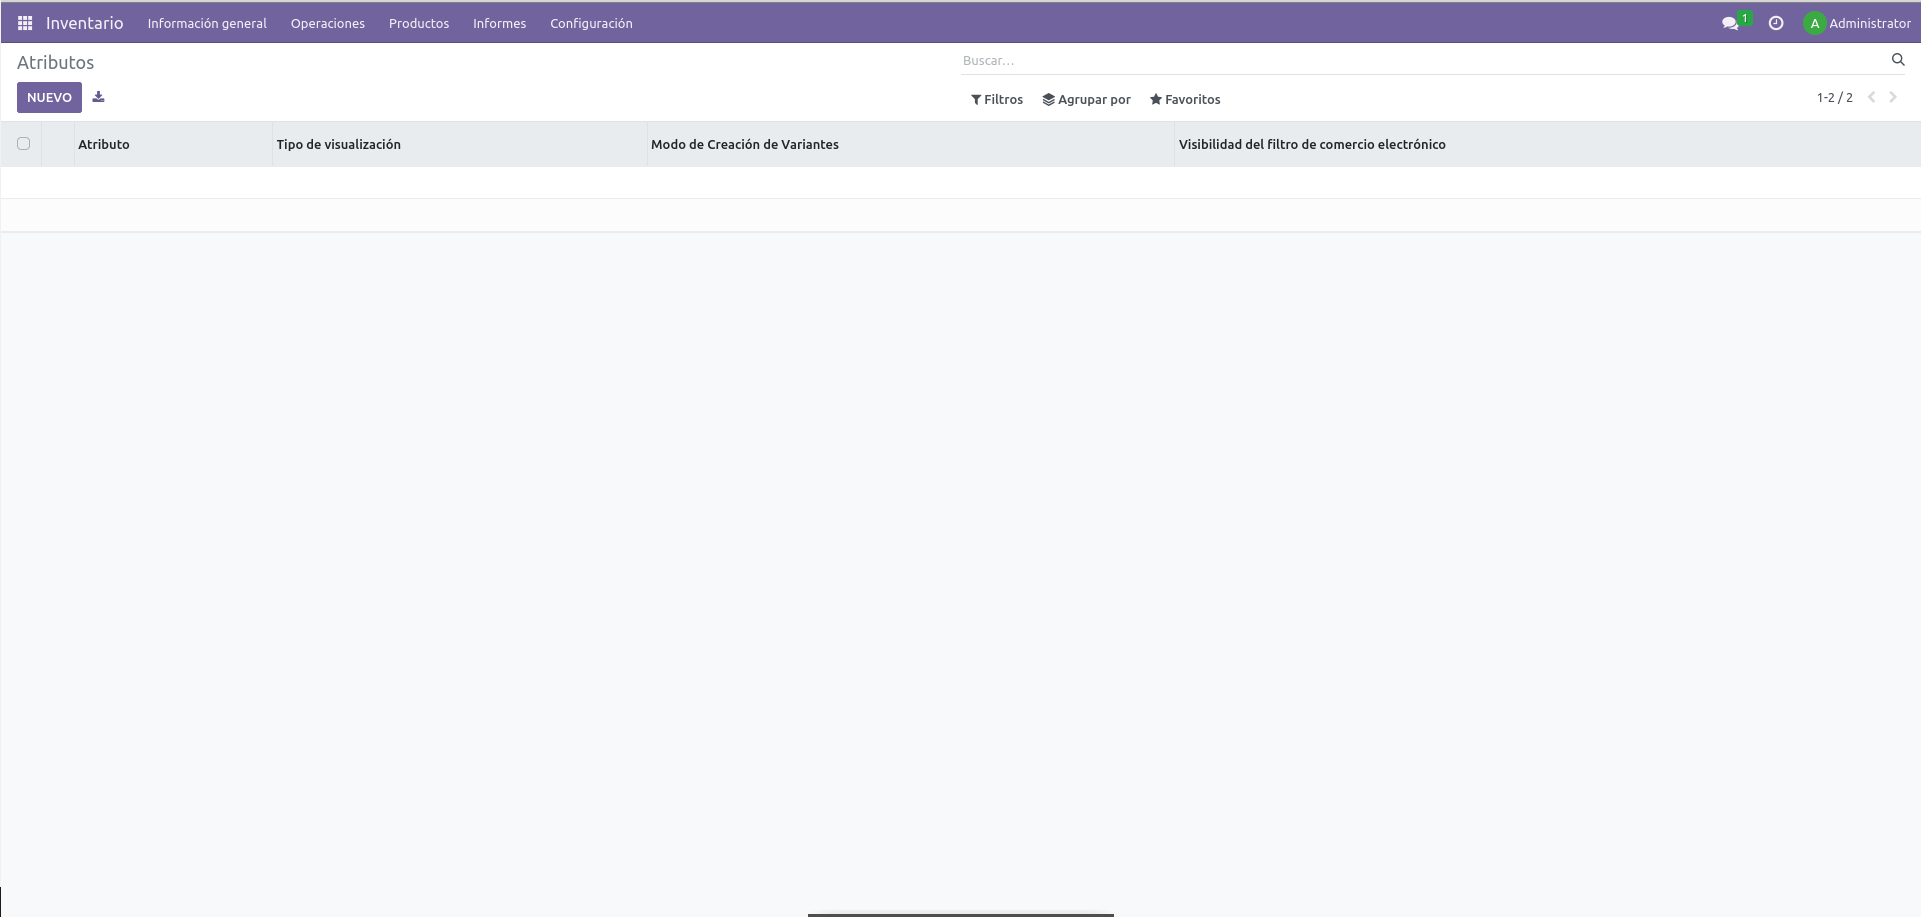 Inventario Información general Operaciones Productos Informes Configuración 1 A Administrator
Atributos Buscar...
NUEVO Filtros Agrupar por Favoritos 1-2 / 2
Atributo Tipo de visualización Modo de Creación de Variantes Visibilidad del filtro de comercio electrónico